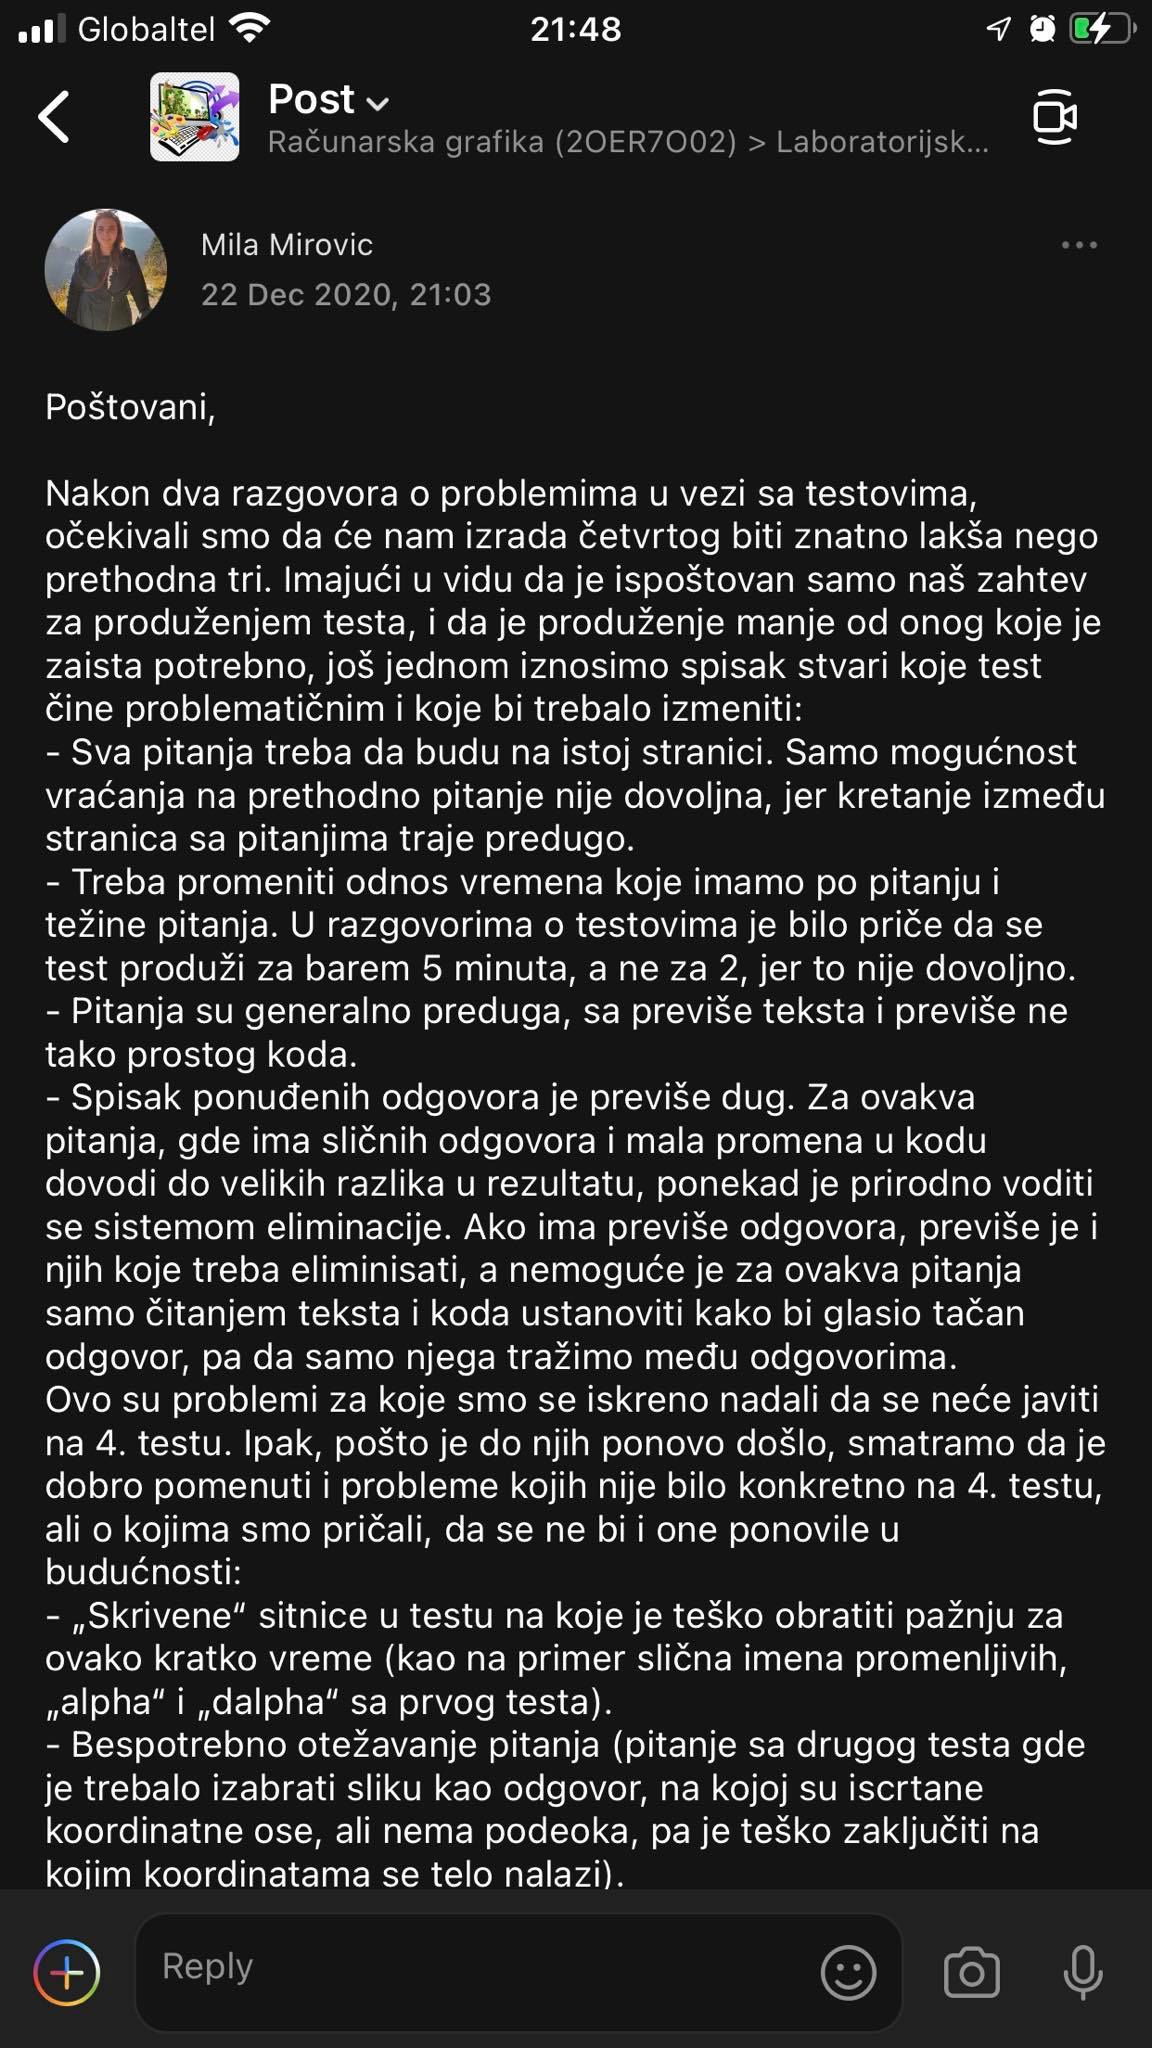 Globaltel
21:48
Post
Računarska grafika (2OER7O02) > Laboratorijsk...
Mila Mirovic
22 Dec 2020, 21:03
Poštovani,
Nakon dva razgovora o problemima u vezi sa testovima,
očekivali smo da će nam izrada četvrtog biti znatno lakša nego
prethodna tri. Imajući u vidu da je ispoštovan samo naš zahtev
za produženjem testa, i da je produženje manje od onog koje je
zaista potrebno, još jednom iznosimo spisak stvari koje test
čine problematičnim i koje bi trebalo izmeniti:
- Sva pitanja treba da budu na istoj stranici. Samo mogućnost
vraćanja na prethodno pitanje nije dovoljna, jer kretanje između
stranica sa pitanjima traje predugo.
- Treba promeniti odnos vremena koje imamo po pitanju i
težine pitanja. U razgovorima o testovima je bilo priče da se
test produži za barem 5 minuta, a ne za 2, jer to nije dovoljno.
- Pitanja su generalno preduga, sa previše teksta i previše ne
tako prostog koda.
- Spisak ponuđenih odgovora je previše dug. Za ovakva
pitanja, gde ima sličnih odgovora i mala promena u kodu
dovodi do velikih razlika u rezultatu, ponekad je prirodno voditi
se sistemom eliminacije. Ako ima previše odgovora, previše je i
njih koje treba eliminisati, a nemoguće je za ovakva pitanja
samo čitanjem teksta i koda ustanoviti kako bi glasio tačan
odgovor, pa da samo njega tražimo među odgovorima.
Ovo su problemi za koje smo se iskreno nadali da se neće javiti
na 4. testu. Ipak, pošto je do njih ponovo došlo, smatramo da je
dobro pomenuti i probleme kojih nije bilo konkretno na 4. testu,
ali o kojima smo pričali, da se ne bi i one ponovile u
budućnosti:
- „Skrivene“ sitnice u testu na koje je teško obratiti pažnju za
ovako kratko vreme (kao na primer slična imena promenljivih,
„alpha“ i „dalpha“ sa prvog testa).
- Bespotrebno otežavanje pitanja (pitanje sa drugog testa gde
je trebalo izabrati sliku kao odgovor, na kojoj su iscrtane
koordinatne ose, ali nema podeoka, pa je teško zaključiti na
kojim koordinatama se telo nalazi).
Reply